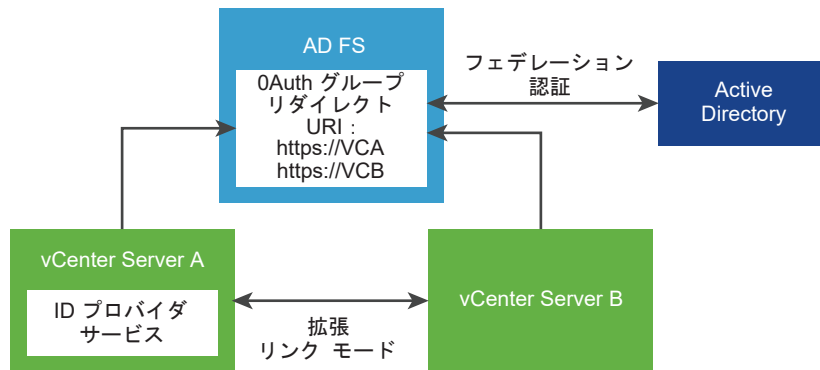 AD FS
0Auth グループ
リダイレクト
URI :
https://VCA
https://VCB
フェデレーション
認証
Active
Directory
vCenter Server A
ID プロバイダ
サービス
拡張
リンク モード
vCenter Server B